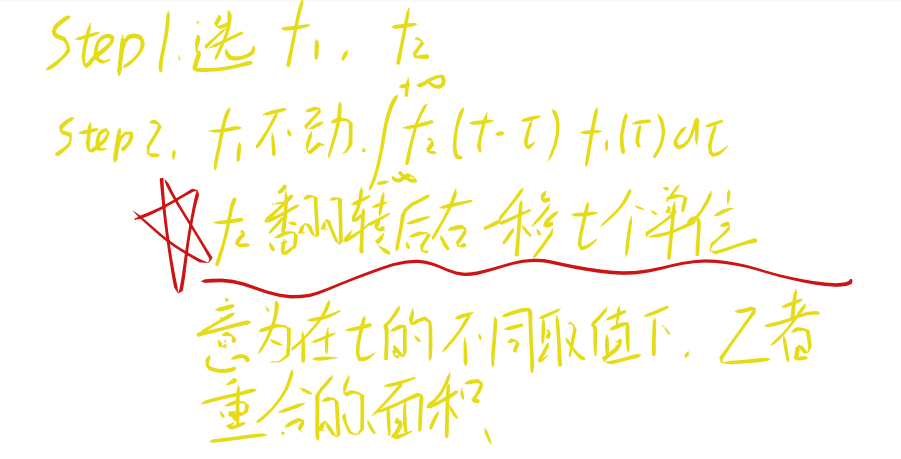 Step1.选 f₁, f₂
Step2, f₁不动.∫_{-∞}^{+∞} f₂(t-τ) f₁(τ)dτ
f₂翻转后右移t个单位
意为在t的不同取值下.二者
重合的面积、